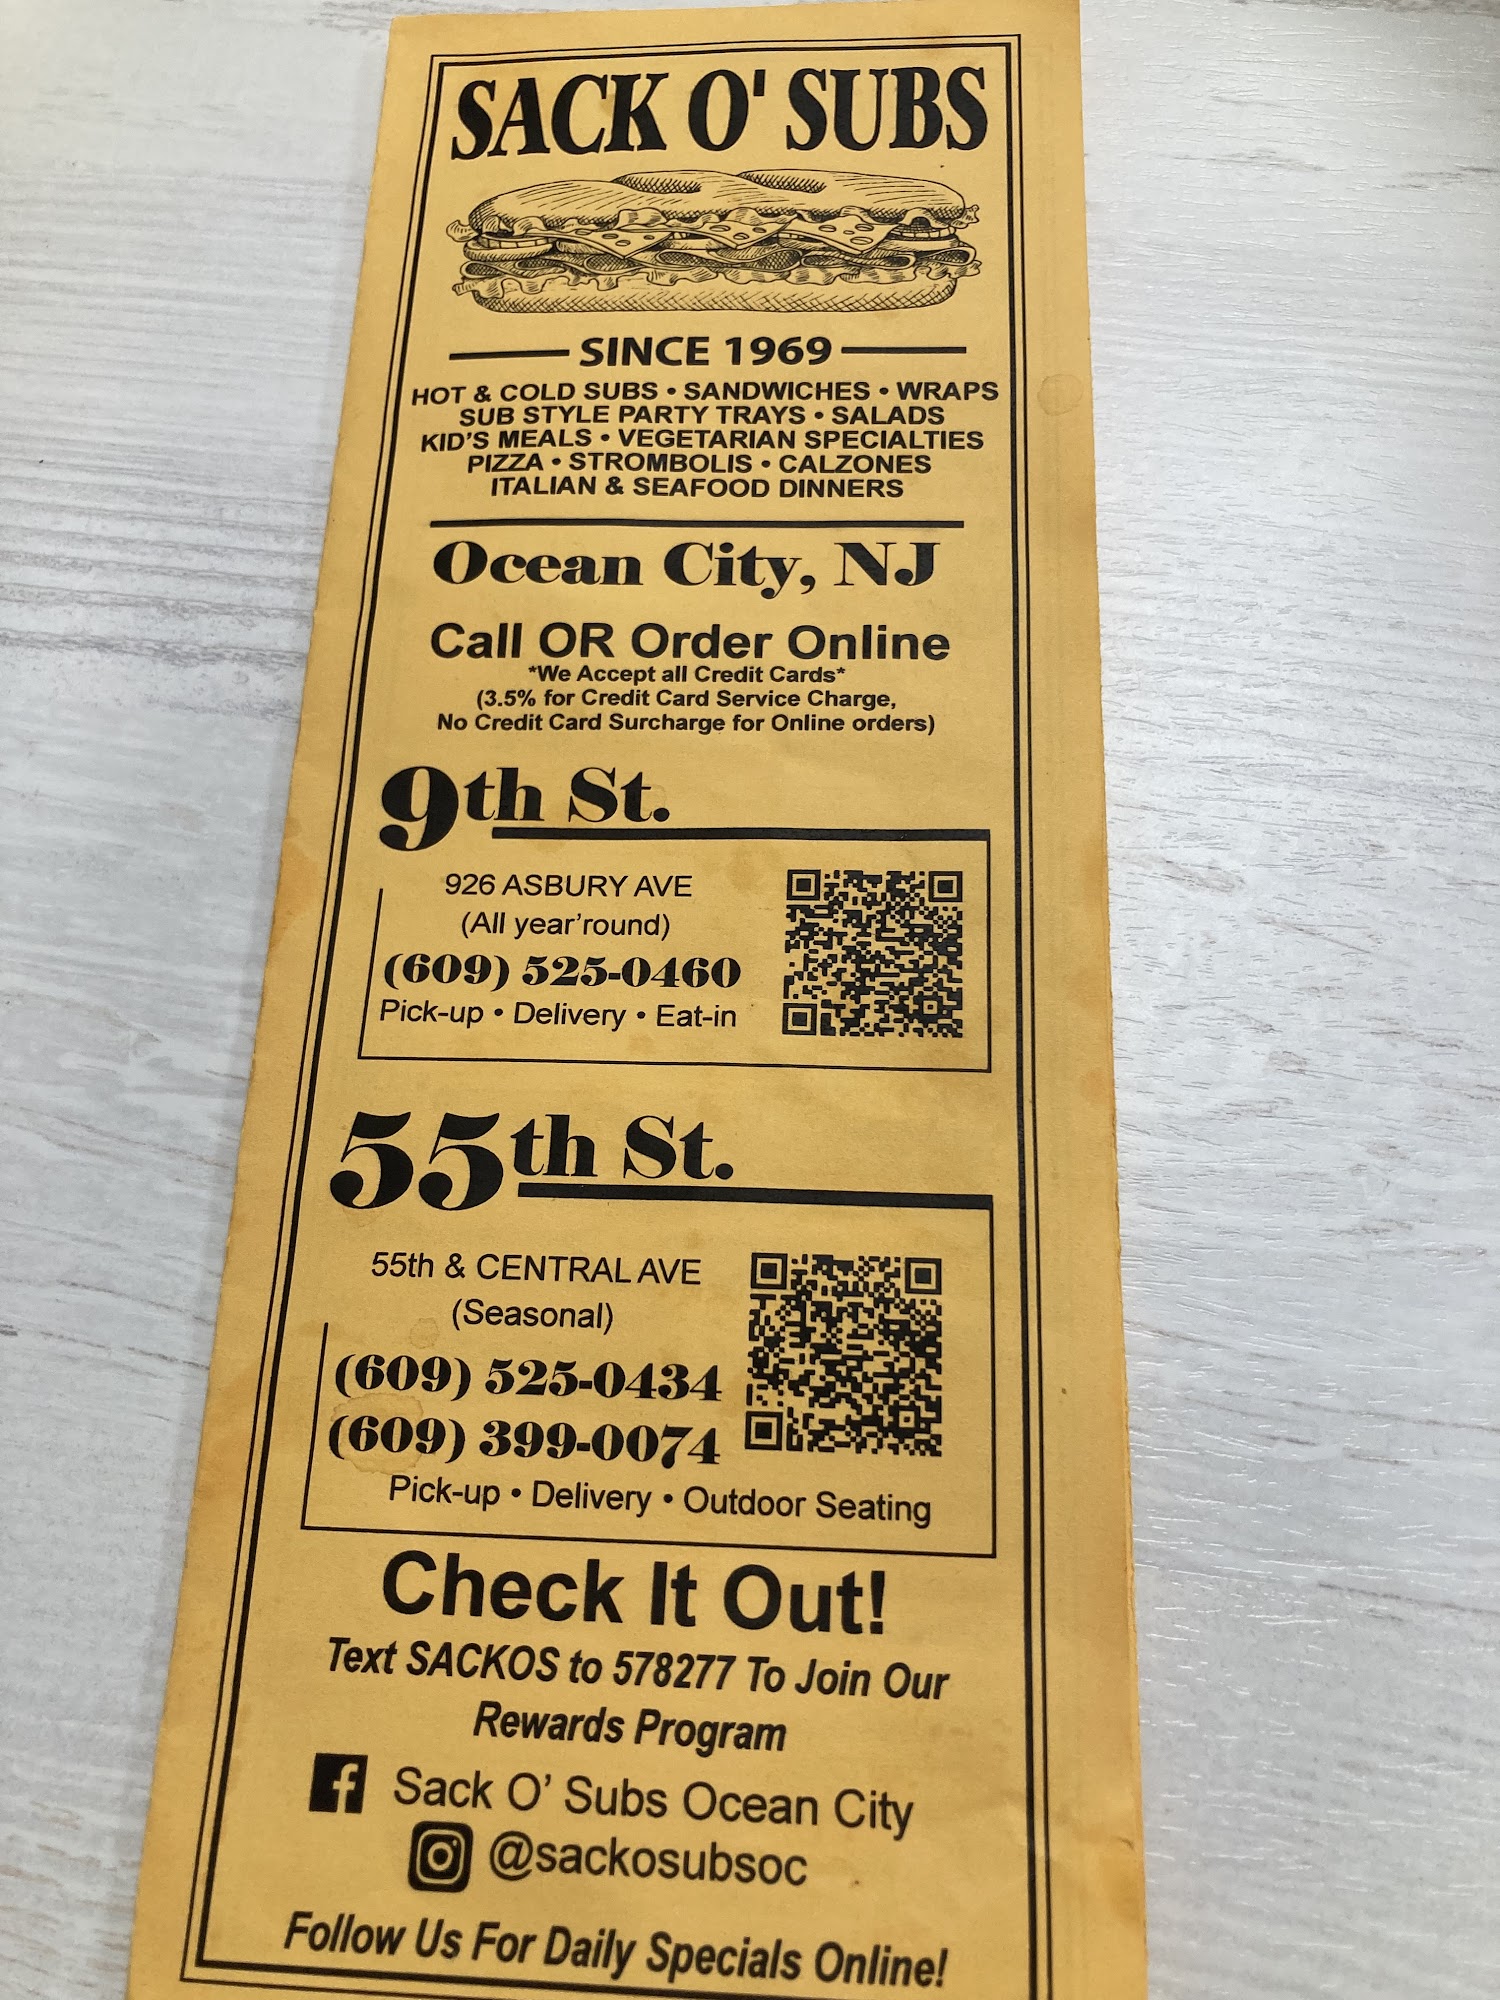 SACK O' SUBS
SINCE 1969
HOT & COLD SUBS • SANDWICHES • WRAPS
SUB STYLE PARTY TRAYS • SALADS
KID'S MEALS • VEGETARIAN SPECIALTIES
PIZZA • STROMBOLIS • CALZONES
ITALIAN & SEAFOOD DINNERS
Ocean City, NJ
Call OR Order Online
*We Accept all Credit Cards*
(3.5% for Credit Card Service Charge,
No Credit Card Surcharge for Online orders)
9th St.
926 ASBURY AVE
(All year'round)
(609) 525-0460
Pick-up • Delivery • Eat-in
55th St.
55th & CENTRAL AVE
(Seasonal)
(609) 525-0434
(609) 399-0074
Pick-up • Delivery • Outdoor Seating
Check It Out!
Text SACKOS to 578277 To Join Our
Rewards Program
Sack O' Subs Ocean City
@sackosubsoc
Follow Us For Daily Specials Online!